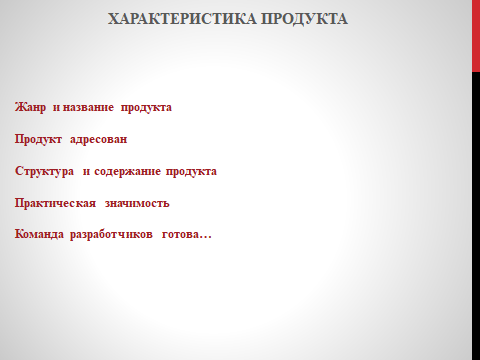 ХАРАКТЕРИСТИКА ПРОДУКТА
Жанр и название продукта
Продукт адресован
Структура и содержание продукта
Практическая значимость
Команда разработчиков готова…